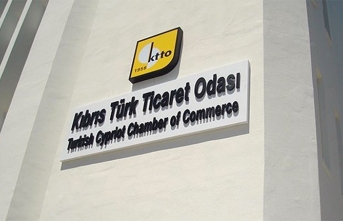 ktto
1958
Kıbrıs Türk Ticaret Odası
Turkish Cypriot Chamber of Commerce